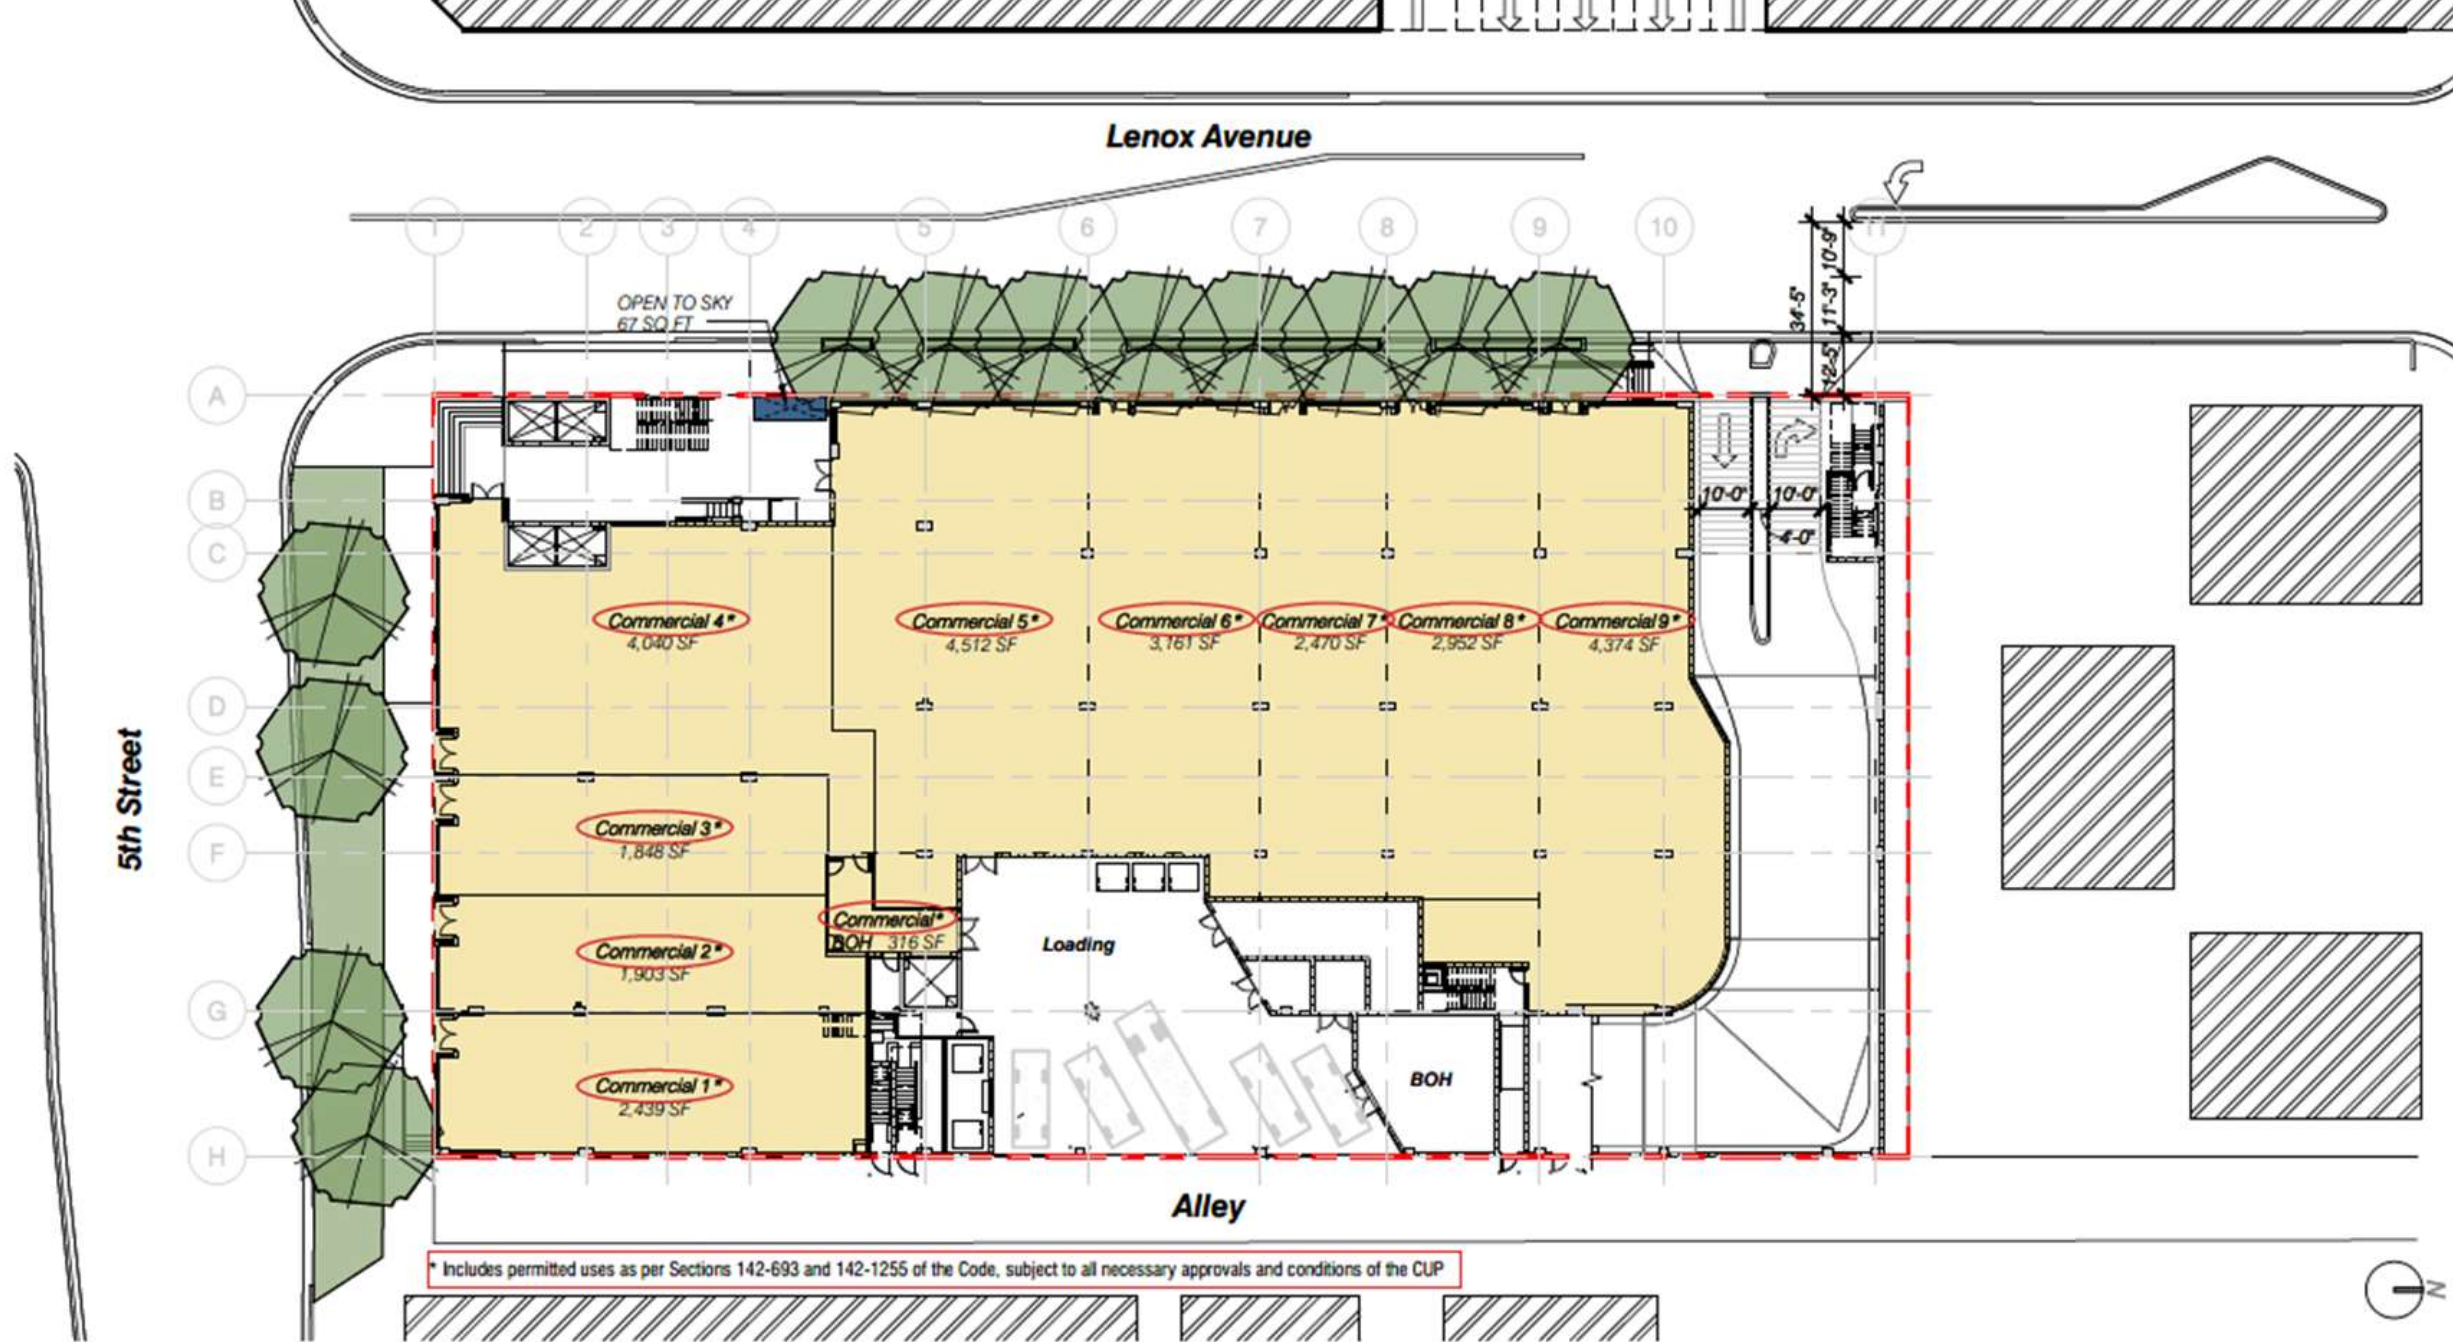 Lenox Avenue
1
2
3
4
5
6
7
8
9
10
11
OPEN TO SKY
67 SQ FT
34'-5"
10'-9"
11'-3"
12'-5"
A
B
C
D
E
F
G
H
10'-0"
10'-0"
4'-0"
Commercial 4*
4,040 SF
Commercial 5*
4,512 SF
Commercial 6*
3,161 SF
Commercial 7*
2,470 SF
Commercial 8*
2,952 SF
Commercial 9*
4,374 SF
5th Street
Commercial 3*
1,848 SF
Commercial*
BOH 316 SF
Commercial 2*
1,903 SF
Loading
Commercial 1*
2,439 SF
BOH
Alley
* Includes permitted uses as per Sections 142-693 and 142-1255 of the Code, subject to all necessary approvals and conditions of the CUP
N